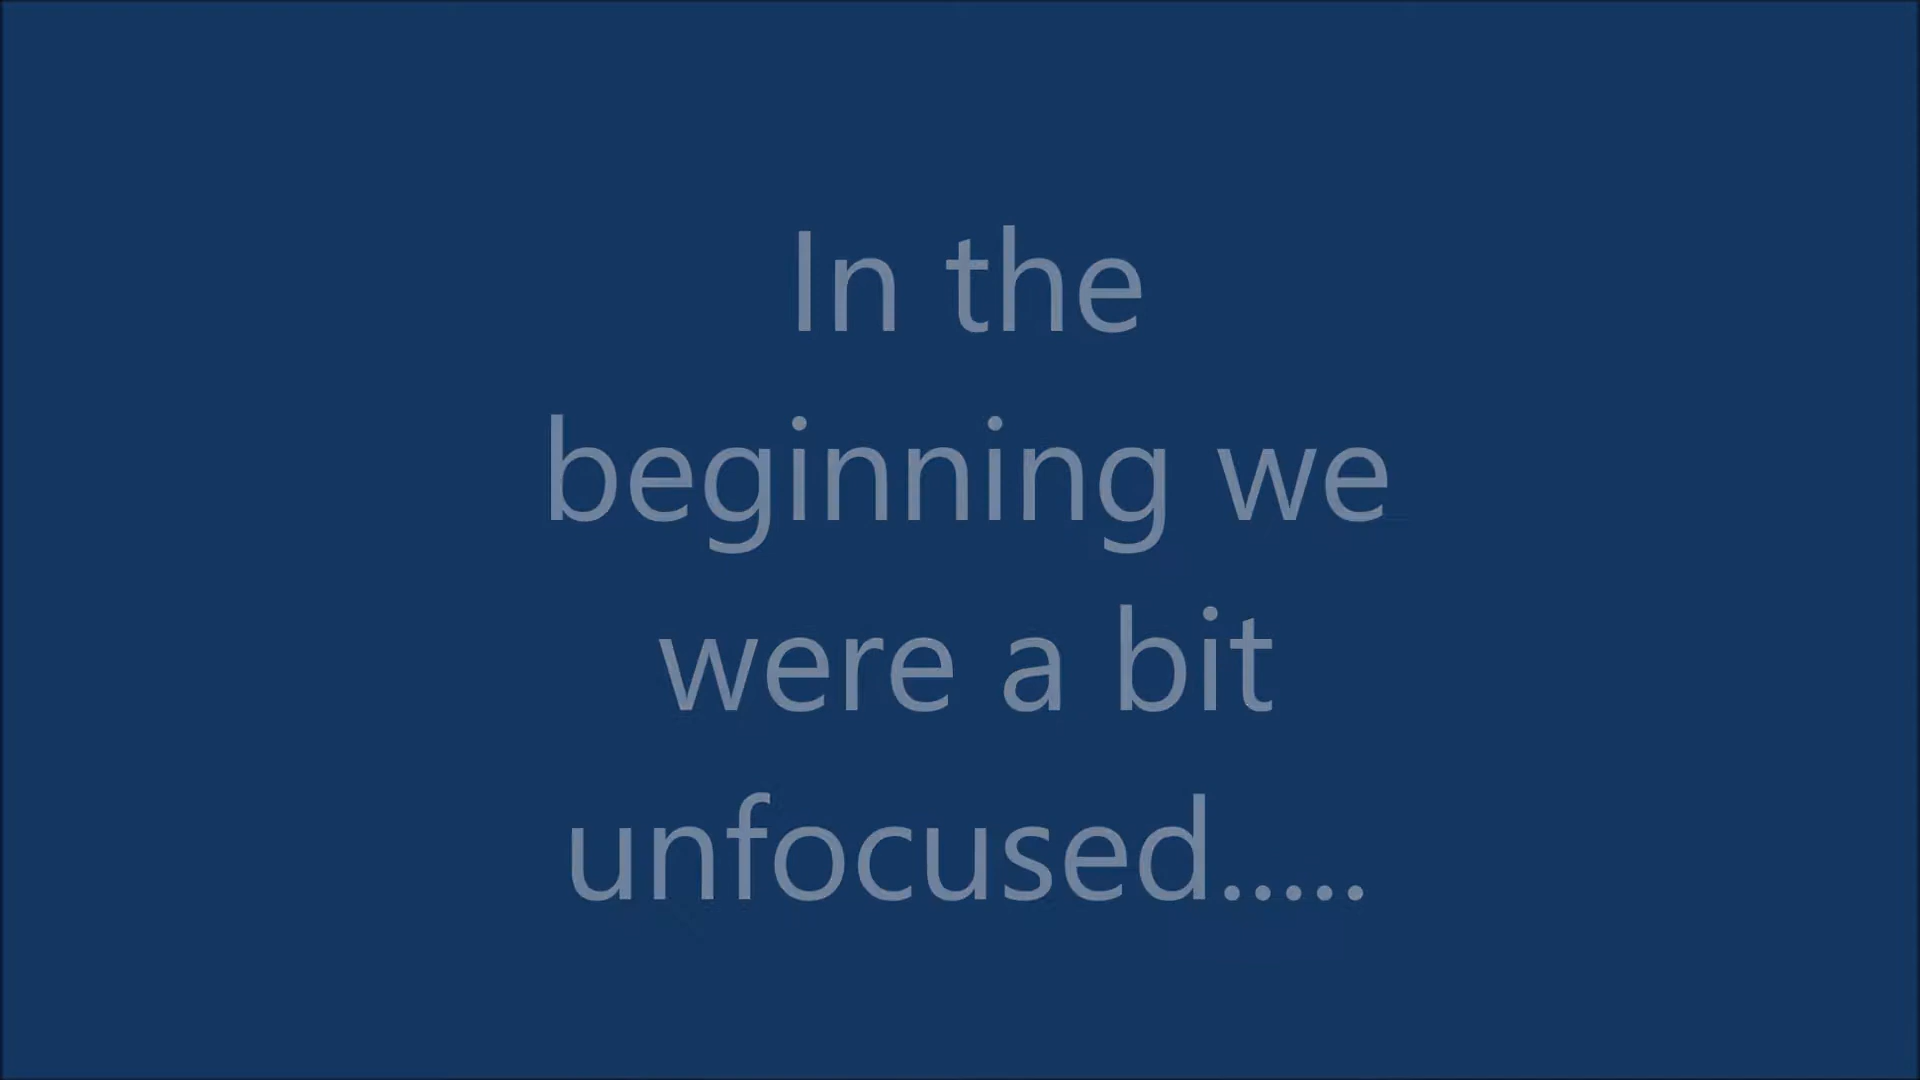 In the
beginning we
were a bit
unfocused.....